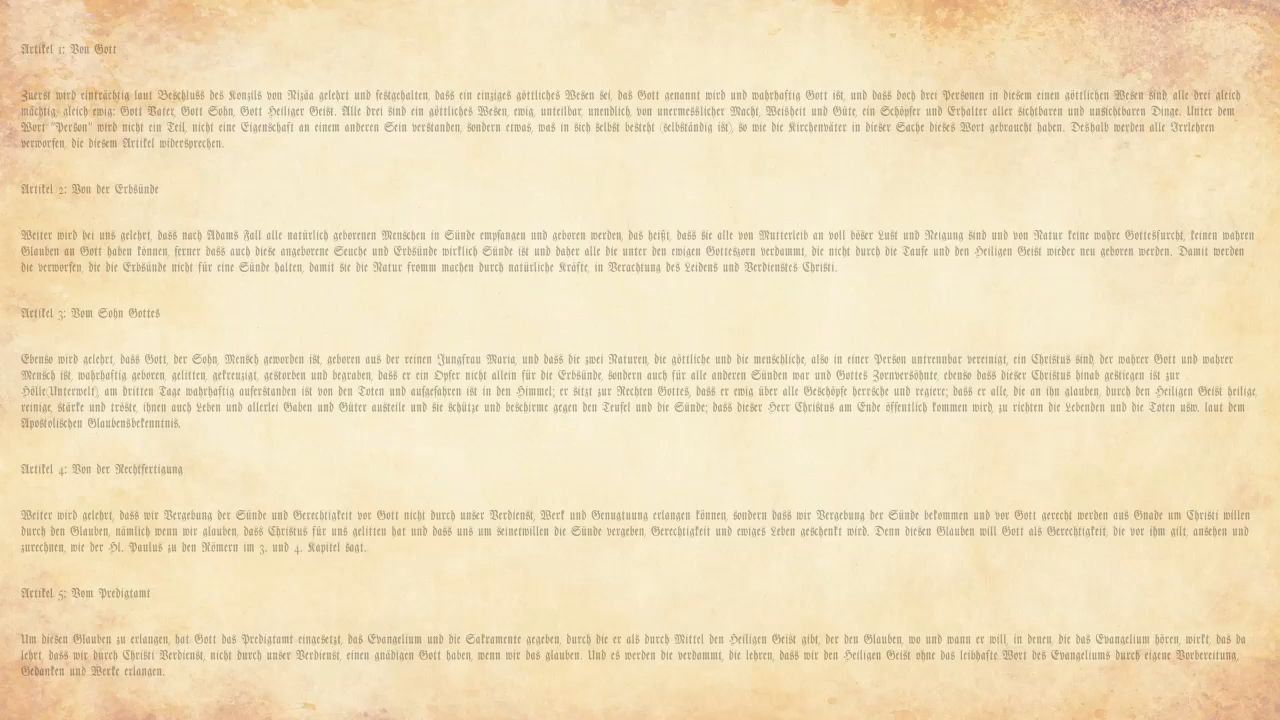 Artikel 1: Von Gott
Zuerst wird einträchtig laut Beschluss des Konzils von Nizäa gelehrt und festgehalten, dass ein einziges göttliches Wesen sei, das Gott genannt wird und wahrhaftig Gott ist, und dass doch drei Personen in diesem einen göttlichen Wesen sind, alle drei gleich
mächtig, gleich ewig: Gott Vater, Gott Sohn, Gott Heiliger Geist. Alle drei sind ein göttliches Wesen, ewig, unteilbar, unendlich, von unermesslicher Macht, Weisheit und Güte, ein Schöpfer und Erhalter aller sichtbaren und unsichtbaren Dinge. Unter dem
Wort "Person" wird nicht ein Teil, nicht eine Eigenschaft an einem anderen Sein verstanden, sondern etwas, was in sich selbst besteht (selbständig ist), so wie die Kirchenväter in dieser Sache dieses Wort gebraucht haben. Deshalb werden alle Irrlehren
verworfen, die diesem Artikel widersprechen.
Artikel 2: Von der Erbsünde
Weiter wird bei uns gelehrt, dass nach Adams Fall alle natürlich geborenen Menschen in Sünde empfangen und geboren werden, das heißt, dass sie alle von Mutterleib an voll böser Lust und Neigung sind und von Natur keine wahre Gottesfurcht, keinen wahren
Glauben an Gott haben können, ferner dass auch diese angeborene Seuche und Erbsünde wirklich Sünde ist und daher alle die unter den ewigen Gotteszorn verdammt, die nicht durch die Taufe und den Heiligen Geist wieder neu geboren werden. Damit werden
die verworfen, die die Erbsünde nicht für eine Sünde halten, damit sie die Natur fromm machen durch natürliche Kräfte, in Verachtung des Leidens und Verdienstes Christi.
Artikel 3: Vom Sohn Gottes
Ebenso wird gelehrt, dass Gott, der Sohn, Mensch geworden ist, geboren aus der reinen Jungfrau Maria, und dass die zwei Naturen, die göttliche und die menschliche, also in einer Person untrennbar vereinigt, ein Christus sind, der wahrer Gott und wahrer
Mensch ist, wahrhaftig geboren, gelitten, gekreuzigt, gestorben und begraben, dass er ein Opfer nicht allein für die Erbsünde, sondern auch für alle anderen Sünden war und Gottes Zornversöhnte, ebenso dass dieser Christus hinab gestiegen ist zur
Hölle(Unterwelt), am dritten Tage wahrhaftig auferstanden ist von den Toten und aufgefahren ist in den Himmel; er sitzt zur Rechten Gottes, dass er ewig über alle Geschöpfe herrsche und regiere; dass er alle, die an ihn glauben, durch den Heiligen Geist heilige,
reinige, stärke und tröste, ihnen auch Leben und allerlei Gaben und Güter austeile und sie schütze und beschirme gegen den Teufel und die Sünde; dass dieser Herr Christus am Ende öffentlich kommen wird, zu richten die Lebenden und die Toten usw. laut dem
Apostolischen Glaubensbekenntnis.
Artikel 4: Von der Rechtfertigung
Weiter wird gelehrt, dass wir Vergebung der Sünde und Gerechtigkeit vor Gott nicht durch unser Verdienst, Werk und Genugtuung erlangen können, sondern dass wir Vergebung der Sünde bekommen und vor Gott gerecht werden aus Gnade um Christi willen
durch den Glauben, nämlich wenn wir glauben, dass Christus für uns gelitten hat und dass uns um seinetwillen die Sünde vergeben, Gerechtigkeit und ewiges Leben geschenkt wird. Denn diesen Glauben will Gott als Gerechtigkeit, die vor ihm gilt, ansehen und
zurechnen, wie der Hl. Paulus zu den Römern im 3. und 4. Kapitel sagt.
Artikel 5: Vom Predigtamt
Um diesen Glauben zu erlangen, hat Gott das Predigtamt eingesetzt, das Evangelium und die Sakramente gegeben, durch die er als durch Mittel den Heiligen Geist gibt, der den Glauben, wo und wann er will, in denen, die das Evangelium hören, wirkt, das da
lehrt, dass wir durch Christi Verdienst, nicht durch unser Verdienst, einen gnädigen Gott haben, wenn wir das glauben. Und es werden die verdammt, die lehren, dass wir den Heiligen Geist ohne das leibhafte Wort des Evangeliums durch eigene Vorbereitung,
Gedanken und Werke erlangen.